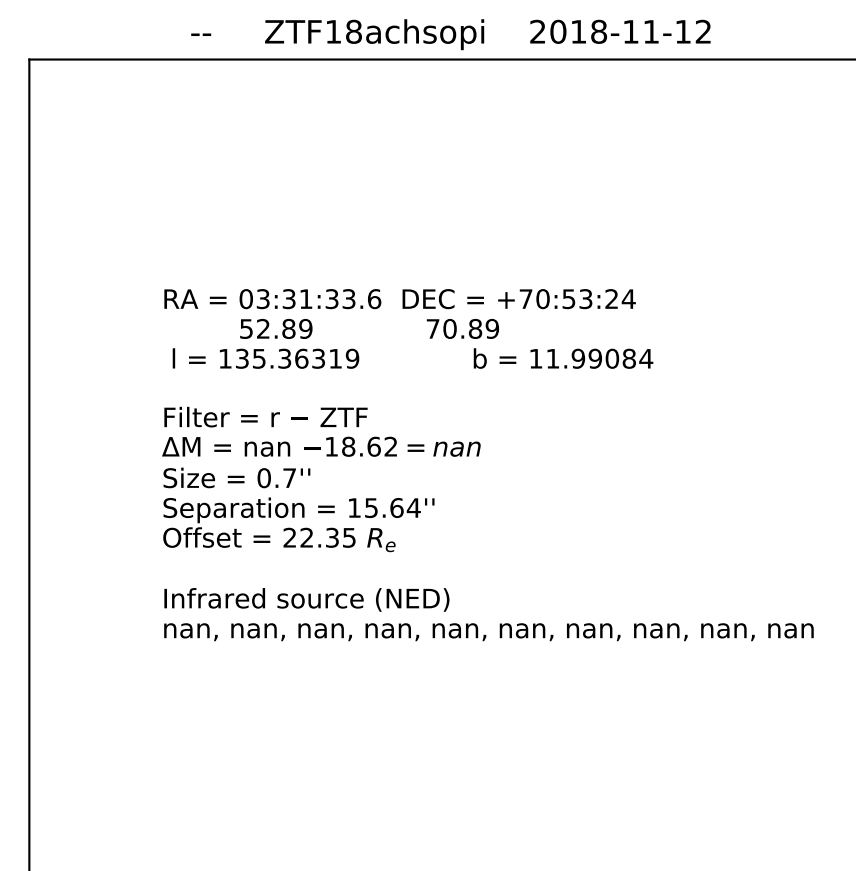 -- ZTF18achsopi 2018-11-12
RA = 03:31:33.6 DEC = +70:53:24
52.89 70.89
l = 135.36319 b = 11.99084
Filter = r − ZTF
ΔM = nan −18.62 = nan
Size = 0.7''
Separation = 15.64''
Offset = 22.35 Re
Infrared source (NED)
nan, nan, nan, nan, nan, nan, nan, nan, nan, nan